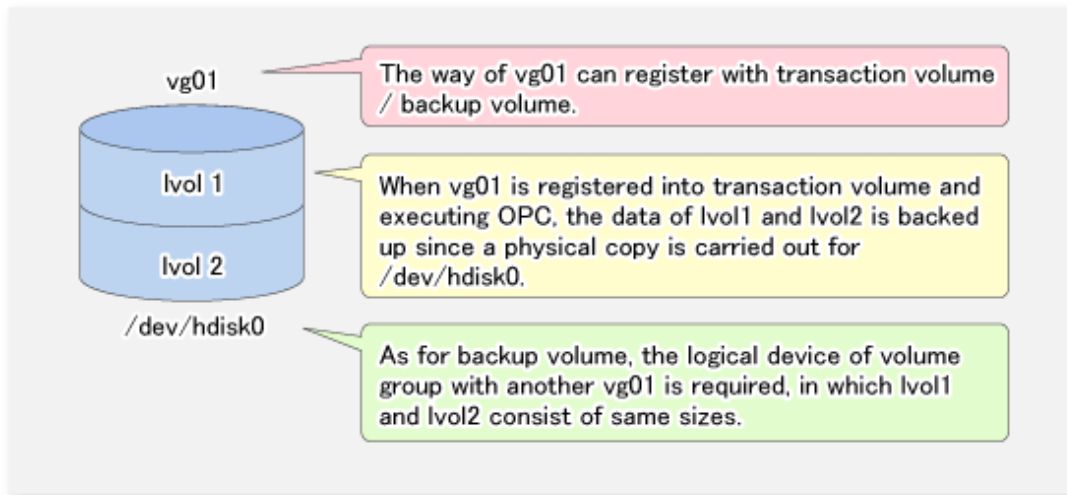 vg01
The way of vg01 can register with transaction volume
/ backup volume.
lvol 1
When vg01 is registered into transaction volume and
executing OPC, the data of lvol1 and lvol2 is backed
up since a physical copy is carried out for
/dev/hdisk0.
lvol 2
/dev/hdisk0
As for backup volume, the logical device of volume
group with another vg01 is required, in which lvol1
and lvol2 consist of same sizes.